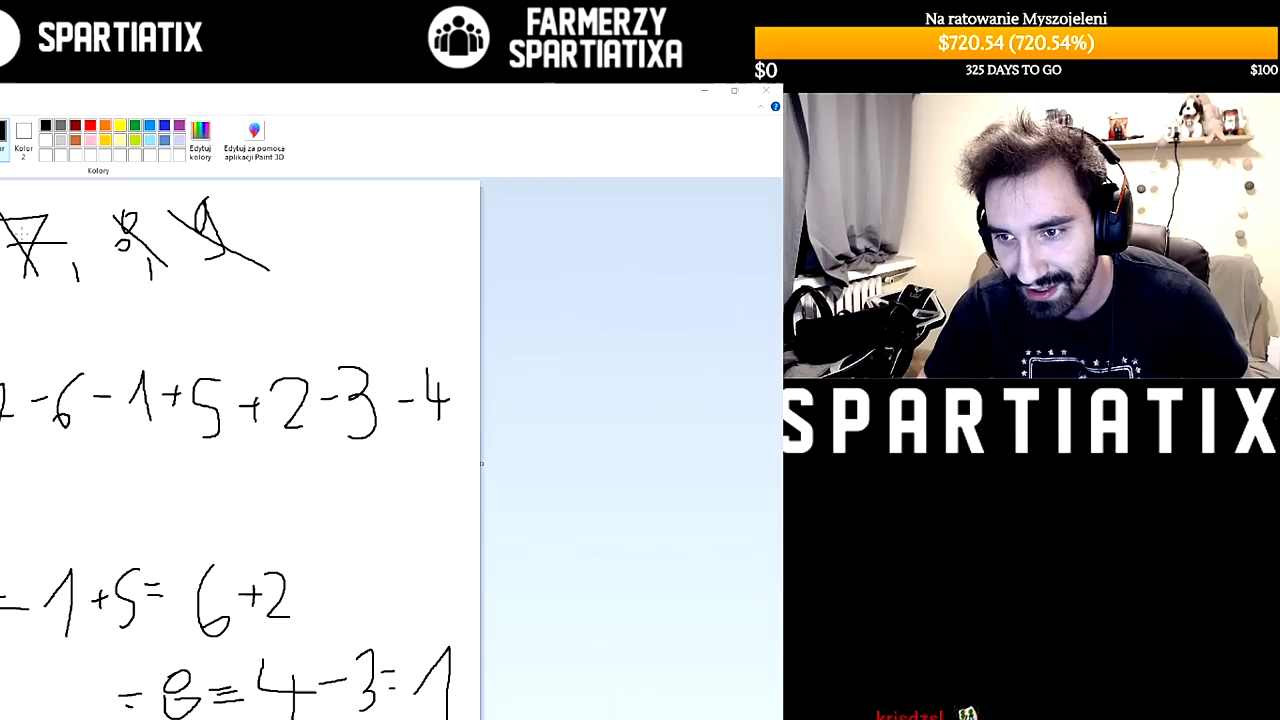 SPARTIATIX
FARMERZY
SPARTIATIXA
Na ratowanie Myszojeleni
$720.54 (720.54%)
$0
325 DAYS TO GO
$100
Kolor
2
Edytuj
kolory
Edytuj za pomocą
aplikacji Paint 3D
Kolory
- 6 - 1 + 5 + 2 - 3 - 4
SPARTIATIX
- 1 + 5 = 6 + 2
= 8 = 4 - 3 = 1
krisdzel